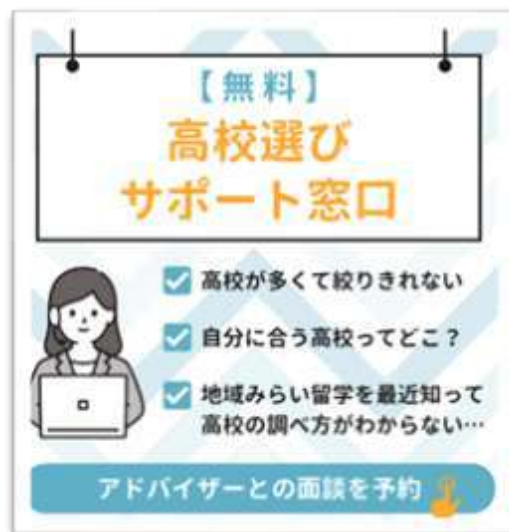 【無料】
高校選び
サポート窓口
高校が多くて絞りきれない
自分に合う高校ってどこ？
地域みらい留学を最近知って
高校の調べ方がわからない…
アドバイザーとの面談を予約